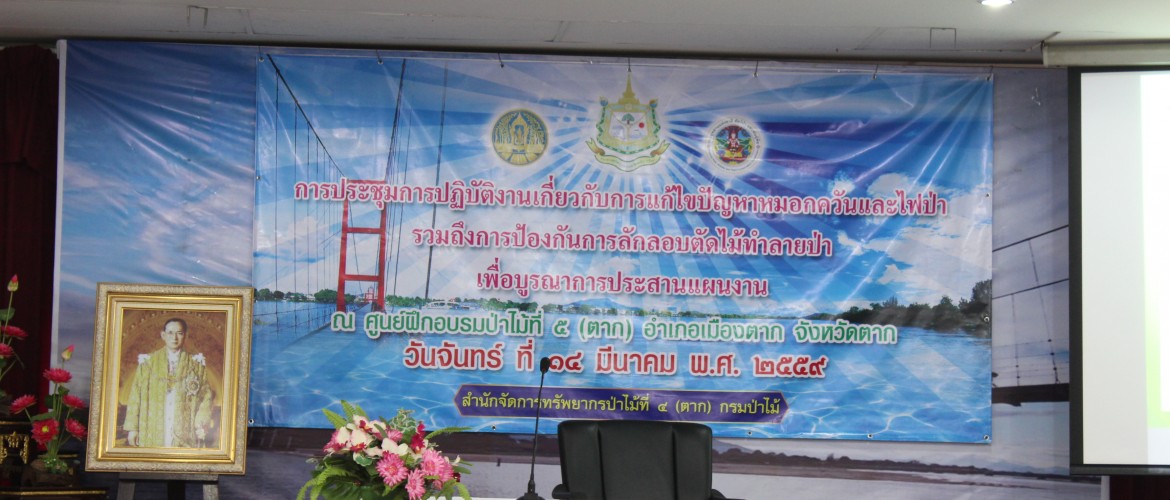 การประชุมการปฏิบัติงานเกี่ยวกับการแก้ไขปัญหาหมอกควันและไฟป่า
รวมถึงการป้องกันการลักลอบตัดไม้ทำลายป่า
เพื่อบูรณาการประสานแผนงาน
ณ ศูนย์ฝึกอบรมป่าไม้ที่ ๕ (ตาก) อำเภอเมืองตาก จังหวัดตาก
วันจันทร์ ที่ ๑๔ มีนาคม พ.ศ. ๒๕๕๙
สำนักจัดการทรัพยากรป่าไม้ที่ ๔ (ตาก) กรมป่าไม้